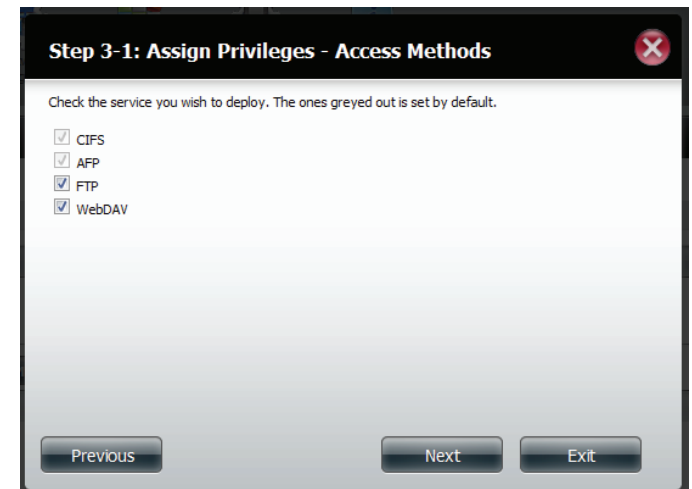 Step 3-1: Assign Privileges - Access Methods
Check the service you wish to deploy. The ones greyed out is set by default.
CIFS
AFP
FTP
WebDAV
Previous
Next
Exit